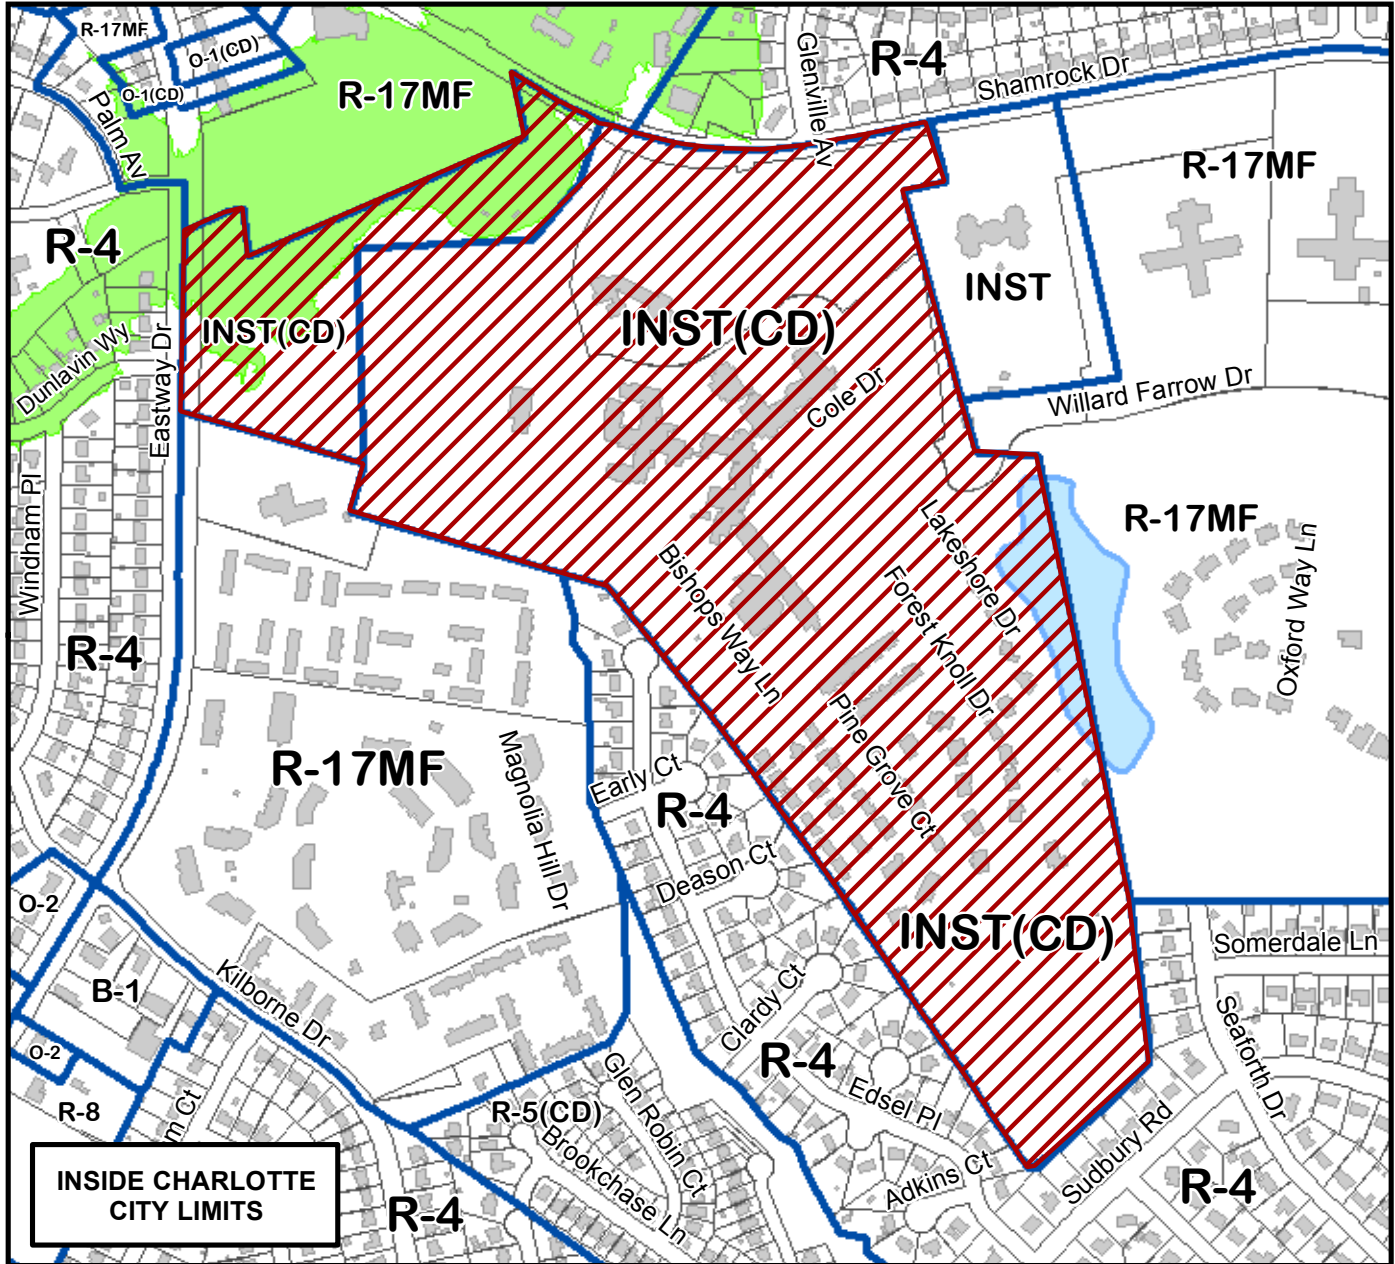 R-17MF
O-1(CD)
O-1(CD)
R-17MF
Palm Av
Glenville Av
R-4
Shamrock Dr
R-17MF
R-4
INST
INST(CD)
INST(CD)
Dunlavin Wy
Eastway Dr
Cole Dr
Willard Farrow Dr
Windham Pl
R-17MF
Lakeshore Dr
Oxford Way Ln
Bishops Way Ln
Forest Knoll Dr
R-4
Pine Grove Ct
R-17MF
Magnolia Hill Dr
Early Ct
R-4
Deason Ct
O-2
INST(CD)
Somerdale Ln
B-1
Kilborne Dr
Clardy Ct
Seaforth Dr
O-2
R-4
Edsel Pl
Glen Robin Ct
R-8
m Ct
R-5(CD)
Brookchase Ln
Adkins Ct
Sudbury Rd
R-4
R-4
INSIDE CHARLOTTE
CITY LIMITS